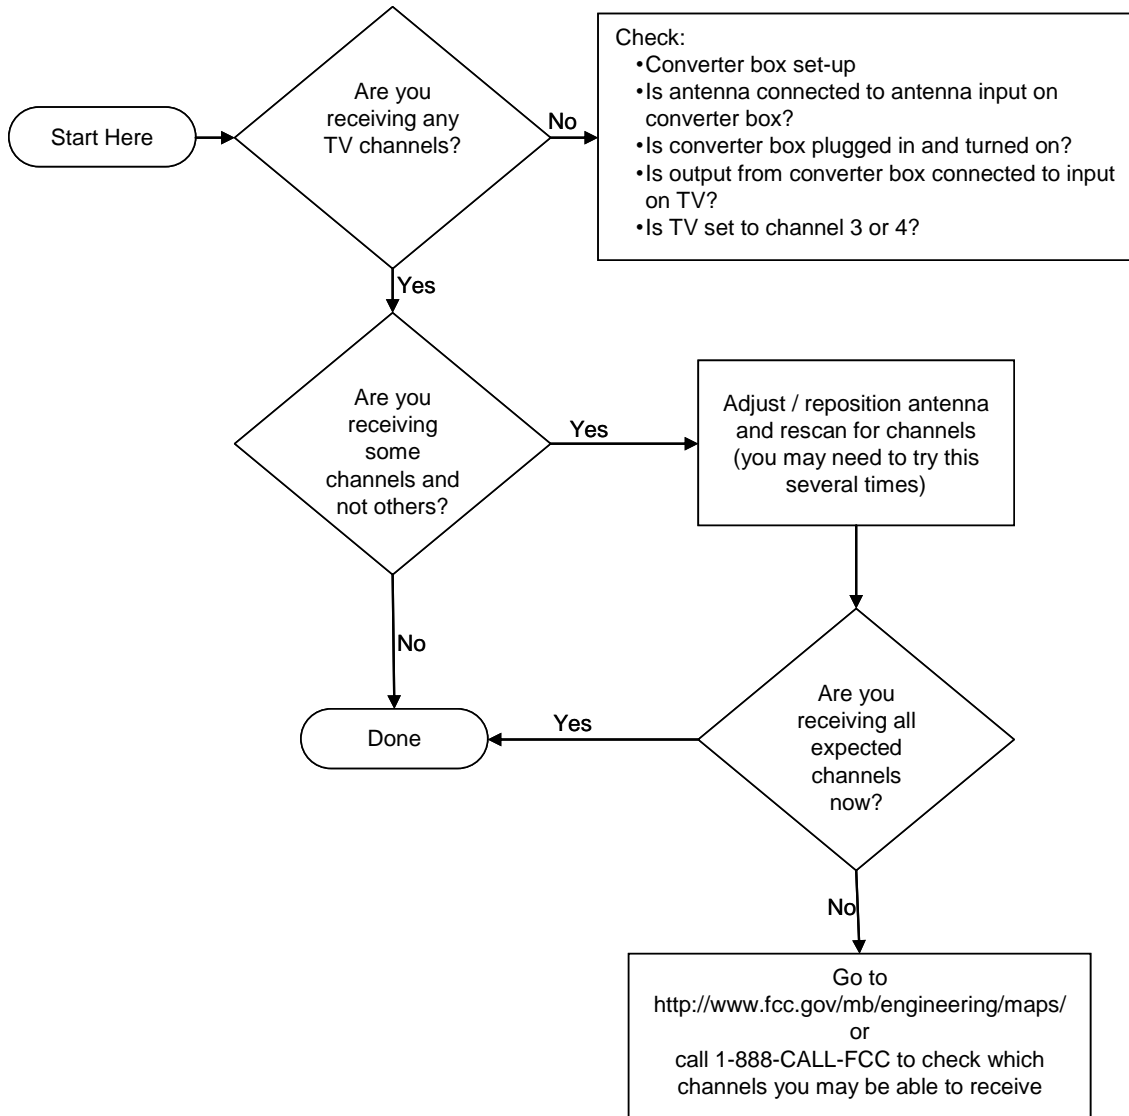 Start Here
Are you
receiving any
TV channels?
No
Check:
•Converter box set-up
•Is antenna connected to antenna input on
converter box?
•Is converter box plugged in and turned on?
•Is output from converter box connected to input
on TV?
•Is TV set to channel 3 or 4?
Yes
Are you
receiving
some
channels and
not others?
Yes
Adjust / reposition antenna
and rescan for channels
(you may need to try this
several times)
No
Done
Yes
Are you
receiving all
expected
channels
now?
No
Go to
http://www.fcc.gov/mb/engineering/maps/
or
call 1-888-CALL-FCC to check which
channels you may be able to receive